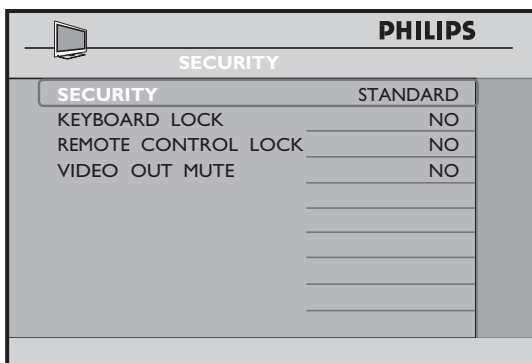 PHILIPS
SECURITY
SECURITY STANDARD
KEYBOARD LOCK NO
REMOTE CONTROL LOCK NO
VIDEO OUT MUTE NO